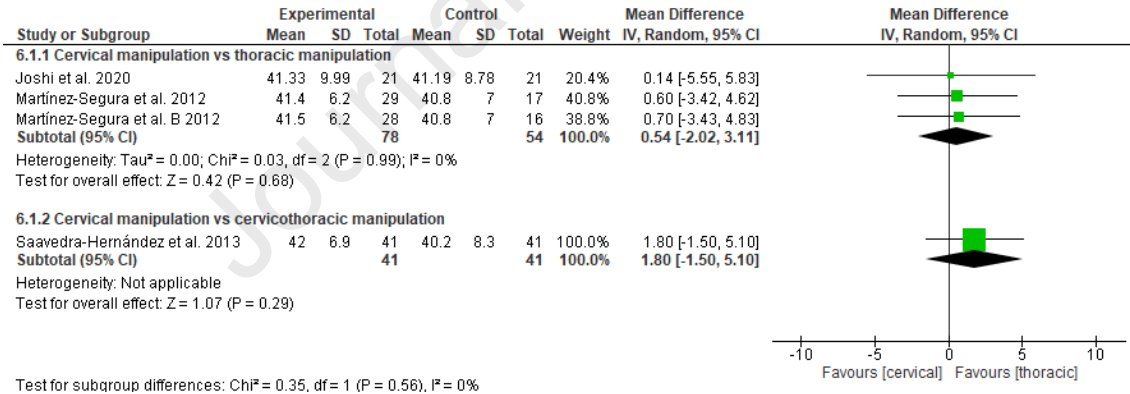 Experimental Control Mean Difference Mean Difference
Study or Subgroup Mean SD Total Mean SD Total Weight IV, Random, 95% CI IV, Random, 95% CI
6.1.1 Cervical manipulation vs thoracic manipulation
Joshi et al. 2020 41.33 9.99 21 41.19 8.78 21 20.4% 0.14 [-5.55, 5.83]
Martínez-Segura et al. 2012 41.4 6.2 29 40.8 7 17 40.8% 0.60 [-3.42, 4.62]
Martínez-Segura et al. B 2012 41.5 6.2 28 40.8 7 16 38.8% 0.70 [-3.43, 4.83]
Subtotal (95% CI) 78 54 100.0% 0.54 [-2.02, 3.11]
Heterogeneity: Tau² = 0.00; Chi² = 0.03, df = 2 (P = 0.99); I² = 0%
Test for overall effect: Z = 0.42 (P = 0.68)
6.1.2 Cervical manipulation vs cervicothoracic manipulation
Saavedra-Hernández et al. 2013 42 6.9 41 40.2 8.3 41 100.0% 1.80 [-1.50, 5.10]
Subtotal (95% CI) 41 41 100.0% 1.80 [-1.50, 5.10]
Heterogeneity: Not applicable
Test for overall effect: Z = 1.07 (P = 0.29)
-10 -5 0 5 10
Favours [cervical] Favours [thoracic]
Test for subgroup differences: Chi² = 0.35, df = 1 (P = 0.56), I² = 0%
Journal